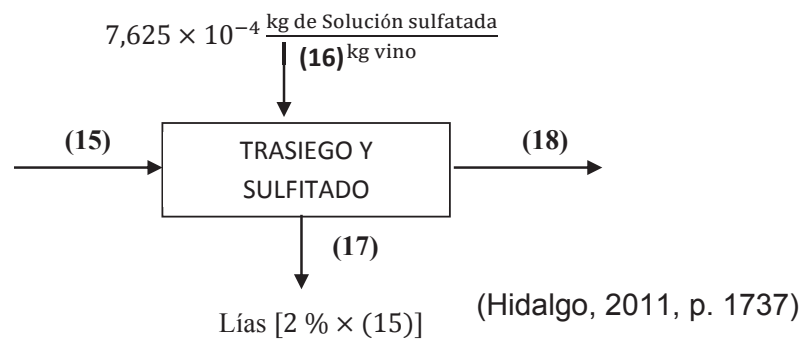 7,625 × 10⁻⁴ kg de Solución sulfatada / kg vino
(16)
(15)
TRASIEGO Y
SULFITADO
(18)
(17)
Lías [2 % × (15)]
(Hidalgo, 2011, p. 1737)